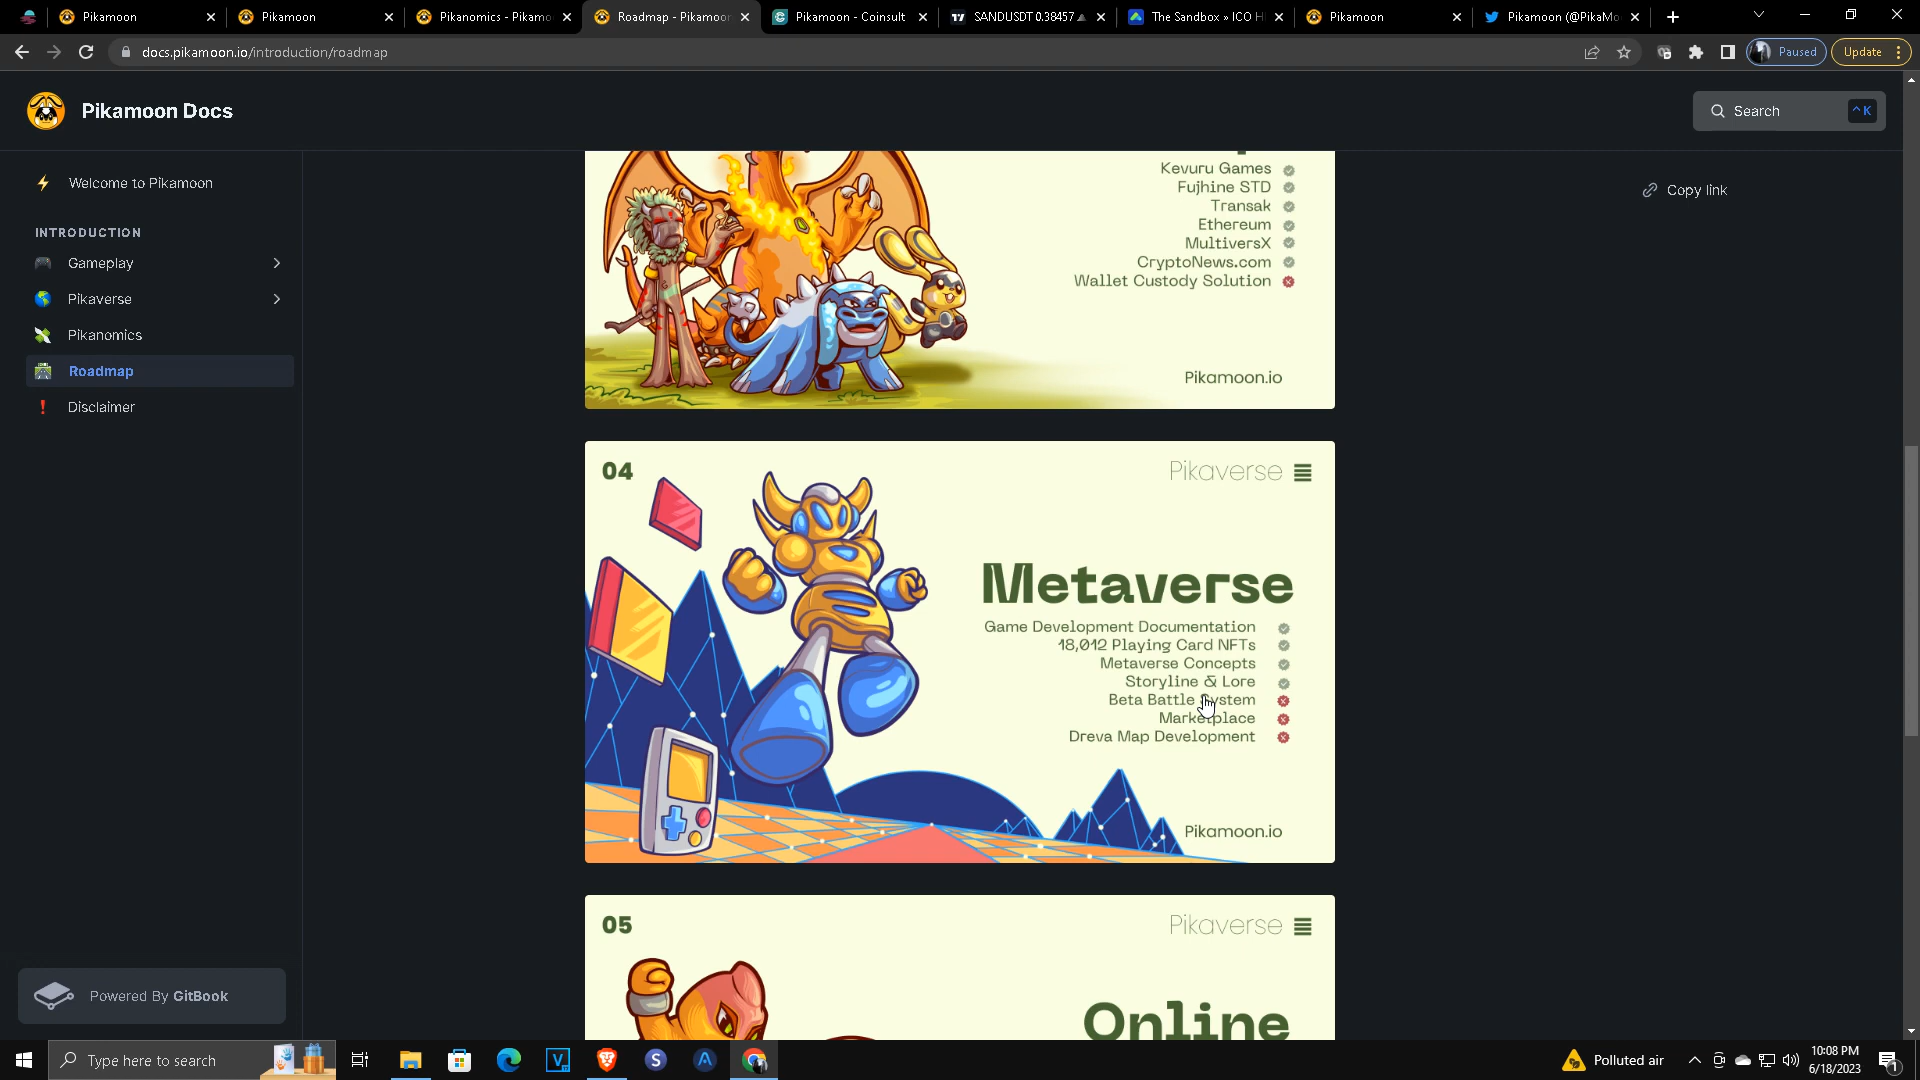 Pikamoon
Pikamoon
Pikanomics - Pikamo
Roadmap - Pikamoon
Pikamoon - Coinsult
SANDUSDT 0.38457
The Sandbox » ICO H
Pikamoon
Pikamoon (@PikaMo
docs.pikamoon.io/introduction/roadmap
Paused
Update
Pikamoon Docs
Search
^ K
Welcome to Pikamoon
INTRODUCTION
Gameplay
Pikaverse
Pikanomics
Roadmap
Disclaimer
Powered By GitBook
Copy link
Kevuru Games
Fujhine STD
Transak
Ethereum
MultiversX
CryptoNews.com
Wallet Custody Solution
Pikamoon.io
04
Pikaverse
Metaverse
Game Development Documentation
18,012 Playing Card NFTs
Metaverse Concepts
Storyline & Lore
Beta Battle System
Marketplace
Dreva Map Development
Pikamoon.io
05
Pikaverse
Online
Type here to search
Polluted air
10:08 PM
6/18/2023
1